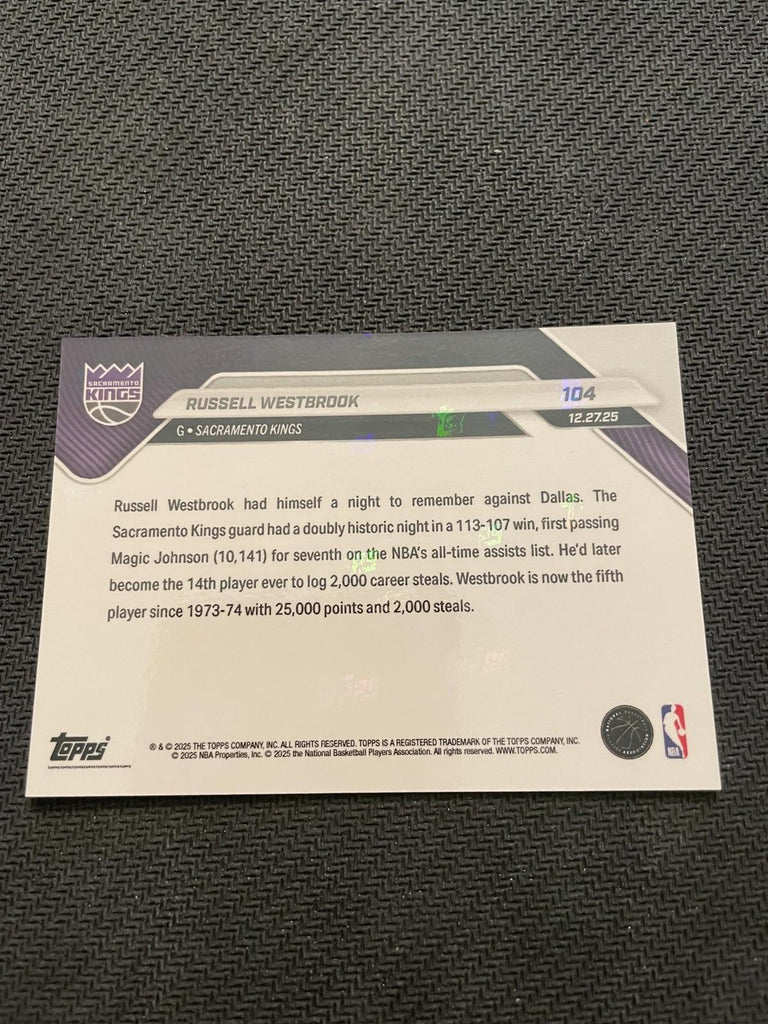 SACRAMENTO
KINGS
RUSSELL WESTBROOK
104
G • SACRAMENTO KINGS
12.27.25
Russell Westbrook had himself a night to remember against Dallas. The
Sacramento Kings guard had a doubly historic night in a 113-107 win, first passing
Magic Johnson (10,141) for seventh on the NBA's all-time assists list. He'd later
become the 14th player ever to log 2,000 career steals. Westbrook is now the fifth
player since 1973-74 with 25,000 points and 2,000 steals.
Topps®
® & © 2025 THE TOPPS COMPANY, INC. ALL RIGHTS RESERVED. TOPPS IS A REGISTERED TRADEMARK OF THE TOPPS COMPANY, INC.
© 2025 NBA Properties, Inc. © 2025 the National Basketball Players Association. All rights reserved. WWW.TOPPS.COM.
NBA